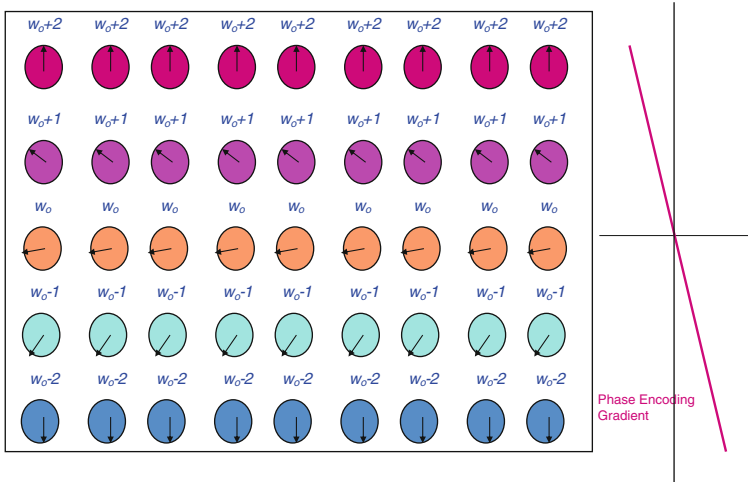 wo+2 wo+2 wo+2 wo+2 wo+2 wo+2 wo+2 wo+2 wo+2
wo+1 wo+1 wo+1 wo+1 wo+1 wo+1 wo+1 wo+1 wo+1
wo wo wo wo wo wo wo wo wo
wo-1 wo-1 wo-1 wo-1 wo-1 wo-1 wo-1 wo-1 wo-1
wo-2 wo-2 wo-2 wo-2 wo-2 wo-2 wo-2 wo-2 wo-2
Phase Encoding
Gradient